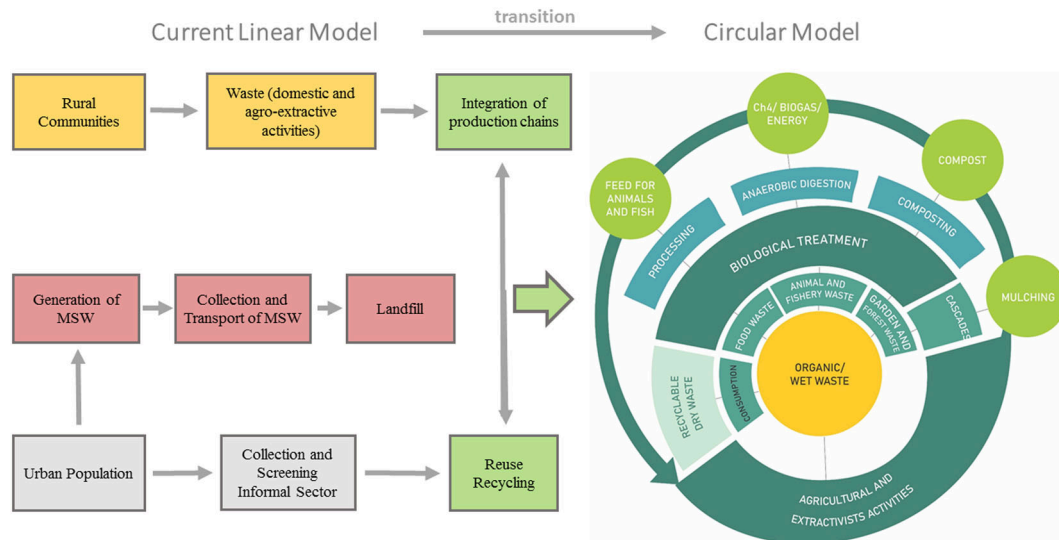 transition
Current Linear Model
Circular Model
Rural
Communities
Waste (domestic and
agro-extractive
activities)
Integration of
production chains
Generation of
MSW
Collection and
Transport of MSW
Landfill
Urban Population
Collection and
Screening
Informal Sector
Reuse
Recycling
Ch4/ BIOGAS/
ENERGY
COMPOST
FEED FOR
ANIMALS
AND FISH
MULCHING
PROCESSING
ANAEROBIC DIGESTION
COMPOSTING
BIOLOGICAL TREATMENT
FOOD WASTE
ANIMAL AND
FISHERY WASTE
GARDEN AND
FOREST WASTE
CASCADES
RECYCLABLE
DRY WASTE
CONSUMPTION
ORGANIC/
WET WASTE
AGRICULTURAL AND
EXTRACTIVISTS ACTIVITIES